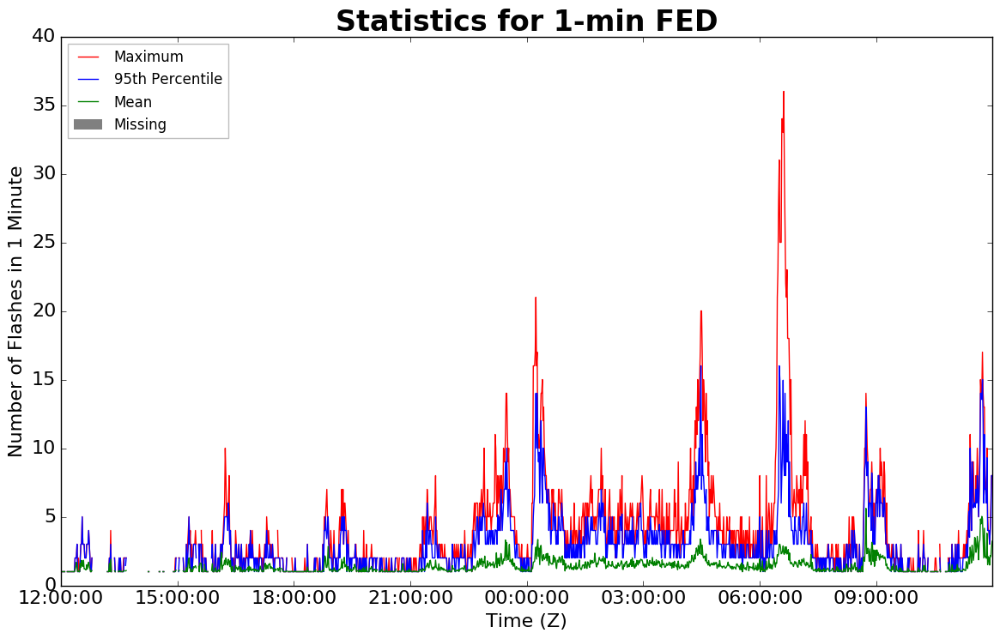 Statistics for 1-min FED
40
35
30
25
20
15
10
5
0
Number of Flashes in 1 Minute
Maximum
95th Percentile
Mean
Missing
12:00:00 15:00:00 18:00:00 21:00:00 00:00:00 03:00:00 06:00:00 09:00:00
Time (Z)